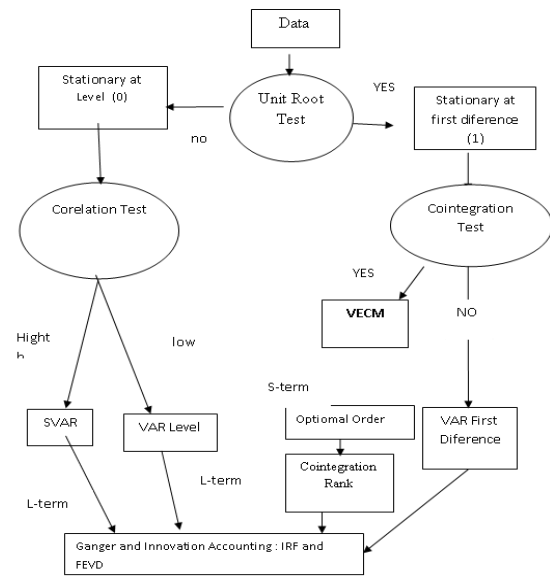 Data
Stationary at
Level (0)
Unit Root
Test
YES
Stationary at
first diference
(1)
no
Corelation Test
Cointegration
Test
YES
VECM
NO
Hight
h
low
S-term
SVAR
VAR Level
Optiomal Order
VAR First
Diference
Cointegration
Rank
L-term
L-term
Ganger and Innovation Accounting : IRF and
FEVD